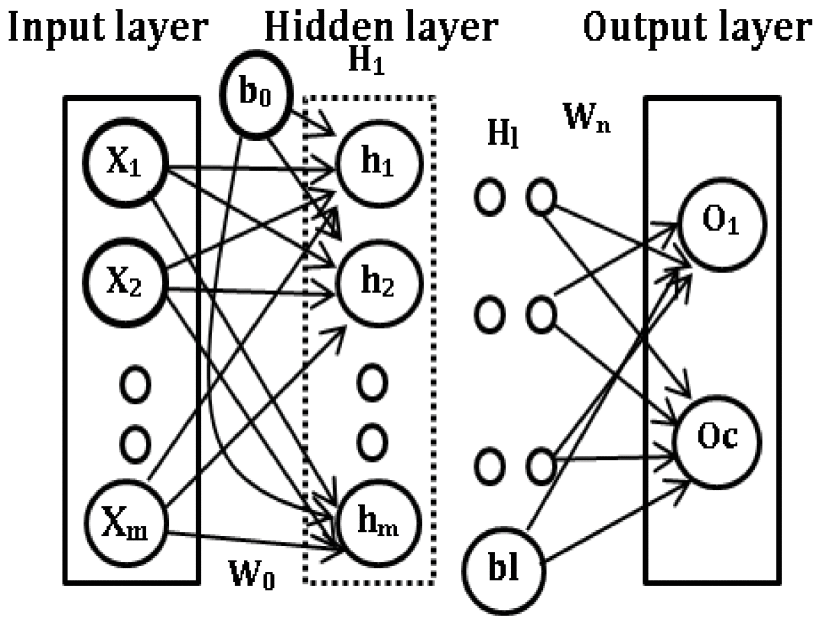 Input layer
Hidden layer
Output layer
H₁
b₀
Hl
Wₙ
X₁
h₁
O₁
X₂
h₂
Oc
Xₘ
hₘ
bl
W₀